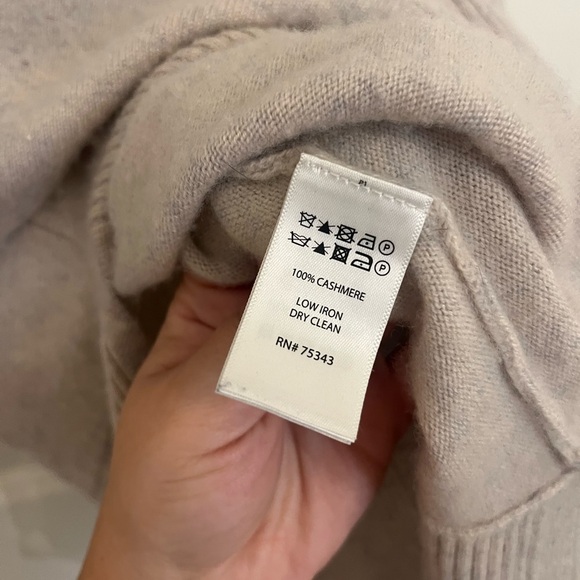 P
P
100% CASHMERE
LOW IRON
DRY CLEAN
RN# 75343